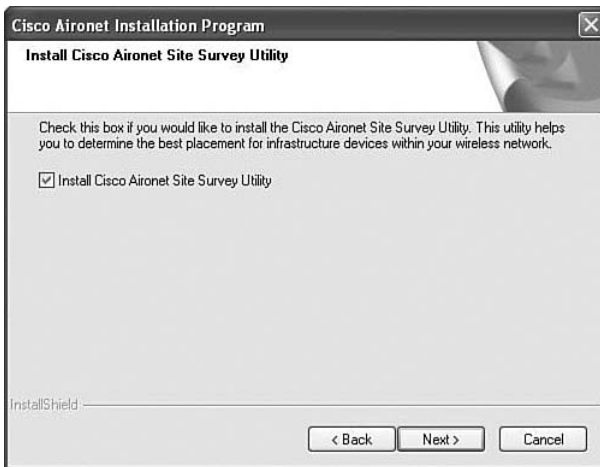 Cisco Aironet Installation Program
Install Cisco Aironet Site Survey Utility
Check this box if you would like to install the Cisco Aironet Site Survey Utility. This utility helps
you to determine the best placement for infrastructure devices within your wireless network.
Install Cisco Aironet Site Survey Utility
InstallShield
< Back Next > Cancel